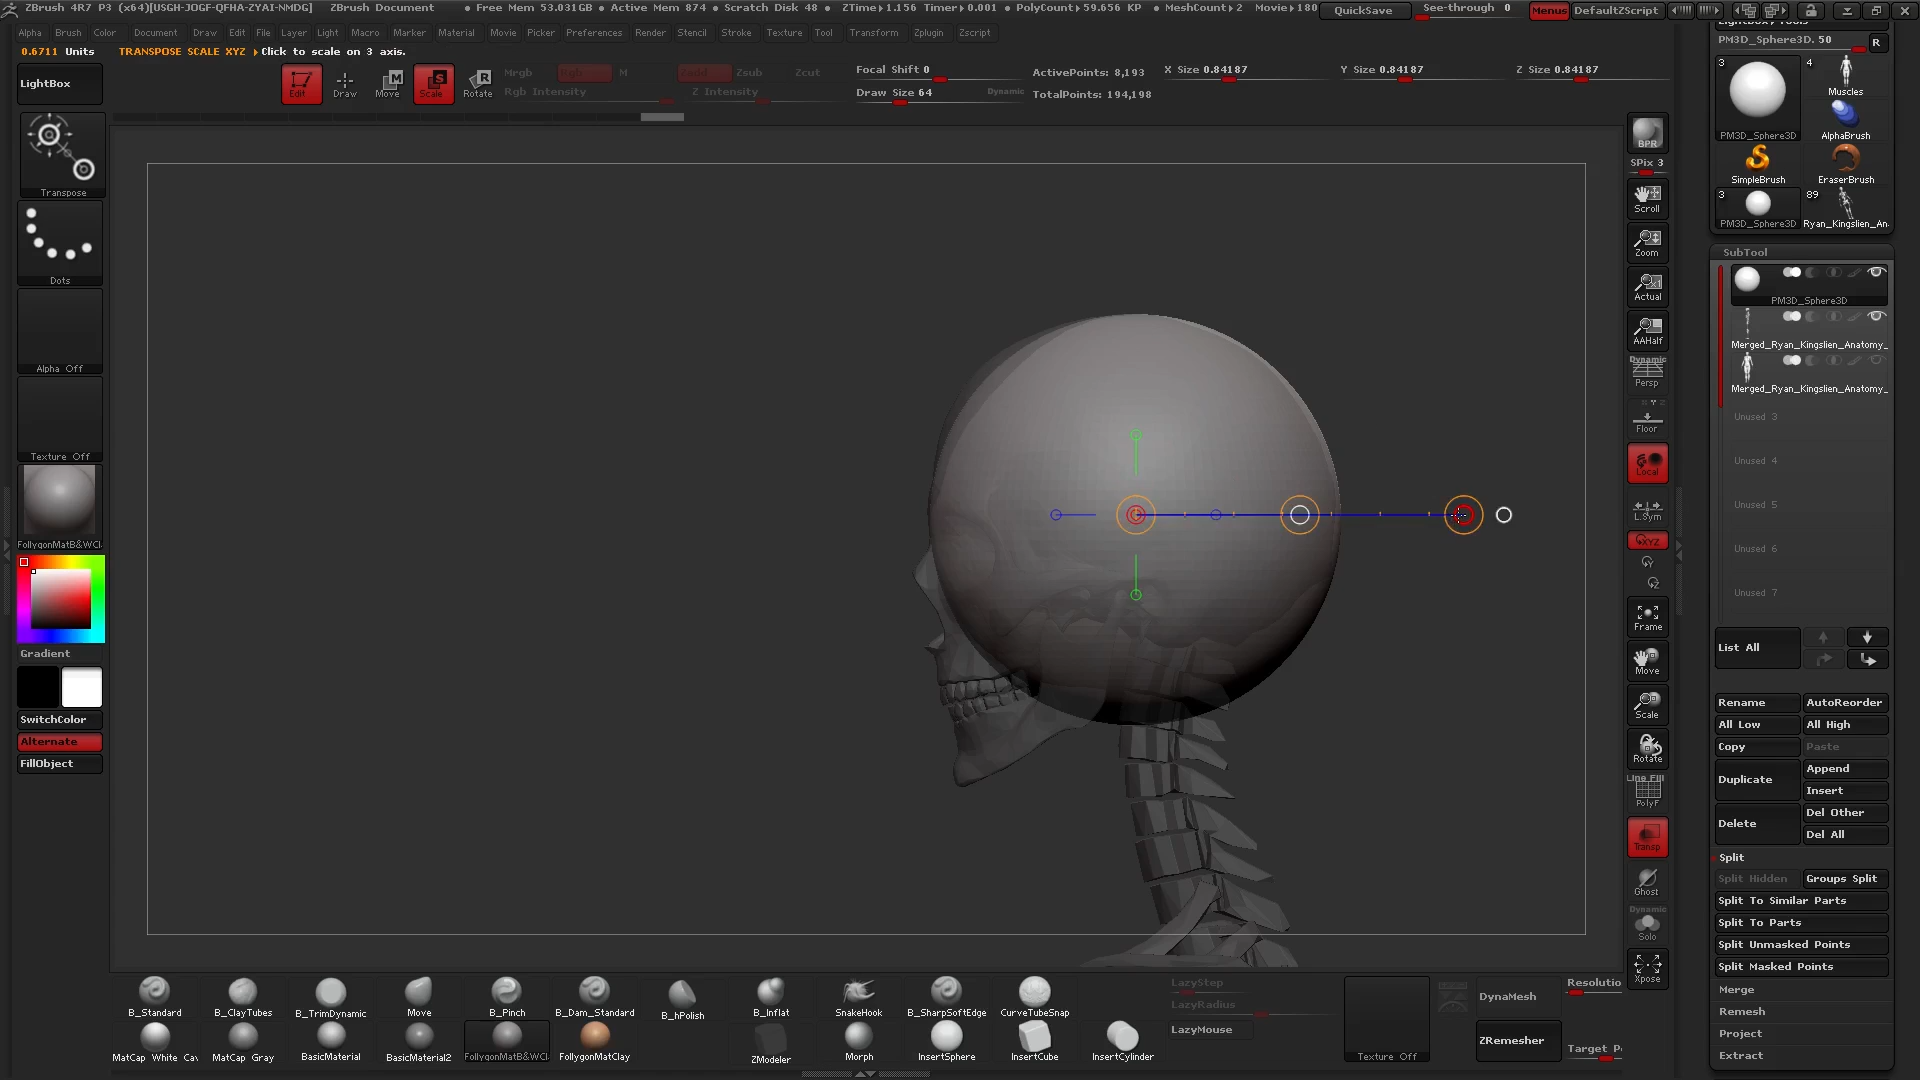 ZBrush 4R7 P3 (x64)[USGH-JOGF-QFHA-ZYAI-NMDG] ZBrush Document • Free Mem 53.031GB • Active Mem 874 • Scratch Disk 48 • ZTime▸1.156 Timer▸0.001 • PolyCount▸59.656 KP • MeshCount▸2 Movie▸180 QuickSave See-through 0 Menus DefaultZScript
Alpha Brush Color Document Draw Edit File Layer Light Macro Marker Material Movie Picker Preferences Render Stencil Stroke Texture Tool Transform Zplugin Zscript
0.6711 Units TRANSPOSE SCALE XYZ ▸Click to scale on 3 axis.
LightBox
Edit Draw Move Scale Rotate
Mrgb Rgb M Zadd Zsub Zcut
Rgb Intensity Z Intensity
Focal Shift 0
Draw Size 64 Dynamic
ActivePoints: 8,193
TotalPoints: 194,198
X Size 0.84187 Y Size 0.84187 Z Size 0.84187
Transpose
Dots
Alpha Off
Texture Off
FollygonMatB&WCl
Gradient
SwitchColor
Alternate
FillObject
BPR
SPix 3
Scroll
Zoom
Actual
AAHalf
Dynamic
Persp
Floor
Local
L.Sym
XYZ
Y
Z
Frame
Move
Scale
Rotate
Line Fill
PolyF
Transp
Ghost
Dynamic
Solo
Xpose
PM3D_Sphere3D. 50 R
3 4
Muscles
PM3D_Sphere3D AlphaBrush
SimpleBrush EraserBrush
3 89
PM3D_Sphere3D Ryan_Kingslien_An
SubTool
PM3D_Sphere3D
Merged_Ryan_Kingslien_Anatomy_
Merged_Ryan_Kingslien_Anatomy_
Unused 3
Unused 4
Unused 5
Unused 6
Unused 7
List All
Rename AutoReorder
All Low All High
Copy Paste
Duplicate Append
Insert
Delete Del Other
Del All
Split
Split Hidden Groups Split
Split To Similar Parts
Split To Parts
Split Unmasked Points
Split Masked Points
Merge
Remesh
Project
Extract
B_Standard B_ClayTubes B_TrimDynamic Move B_Pinch B_Dam_Standard B_hPolish B_Inflat SnakeHook B_SharpSoftEdge CurveTubeSnap
MatCap White Cav MatCap Gray BasicMaterial BasicMaterial2 FollygonMatB&WCl FollygonMatClay ZModeler Morph InsertSphere InsertCube InsertCylinder
LazyStep
LazyRadius
LazyMouse
Texture Off
DynaMesh
Resolutio
ZRemesher
Target P